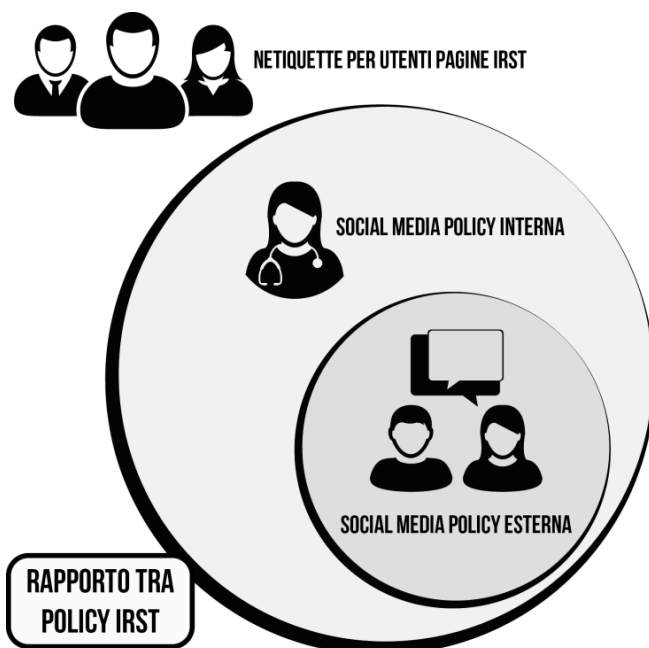 NETIQUETTE PER UTENTI PAGINE IRST
SOCIAL MEDIA POLICY INTERNA
SOCIAL MEDIA POLICY ESTERNA
RAPPORTO TRA
POLICY IRST